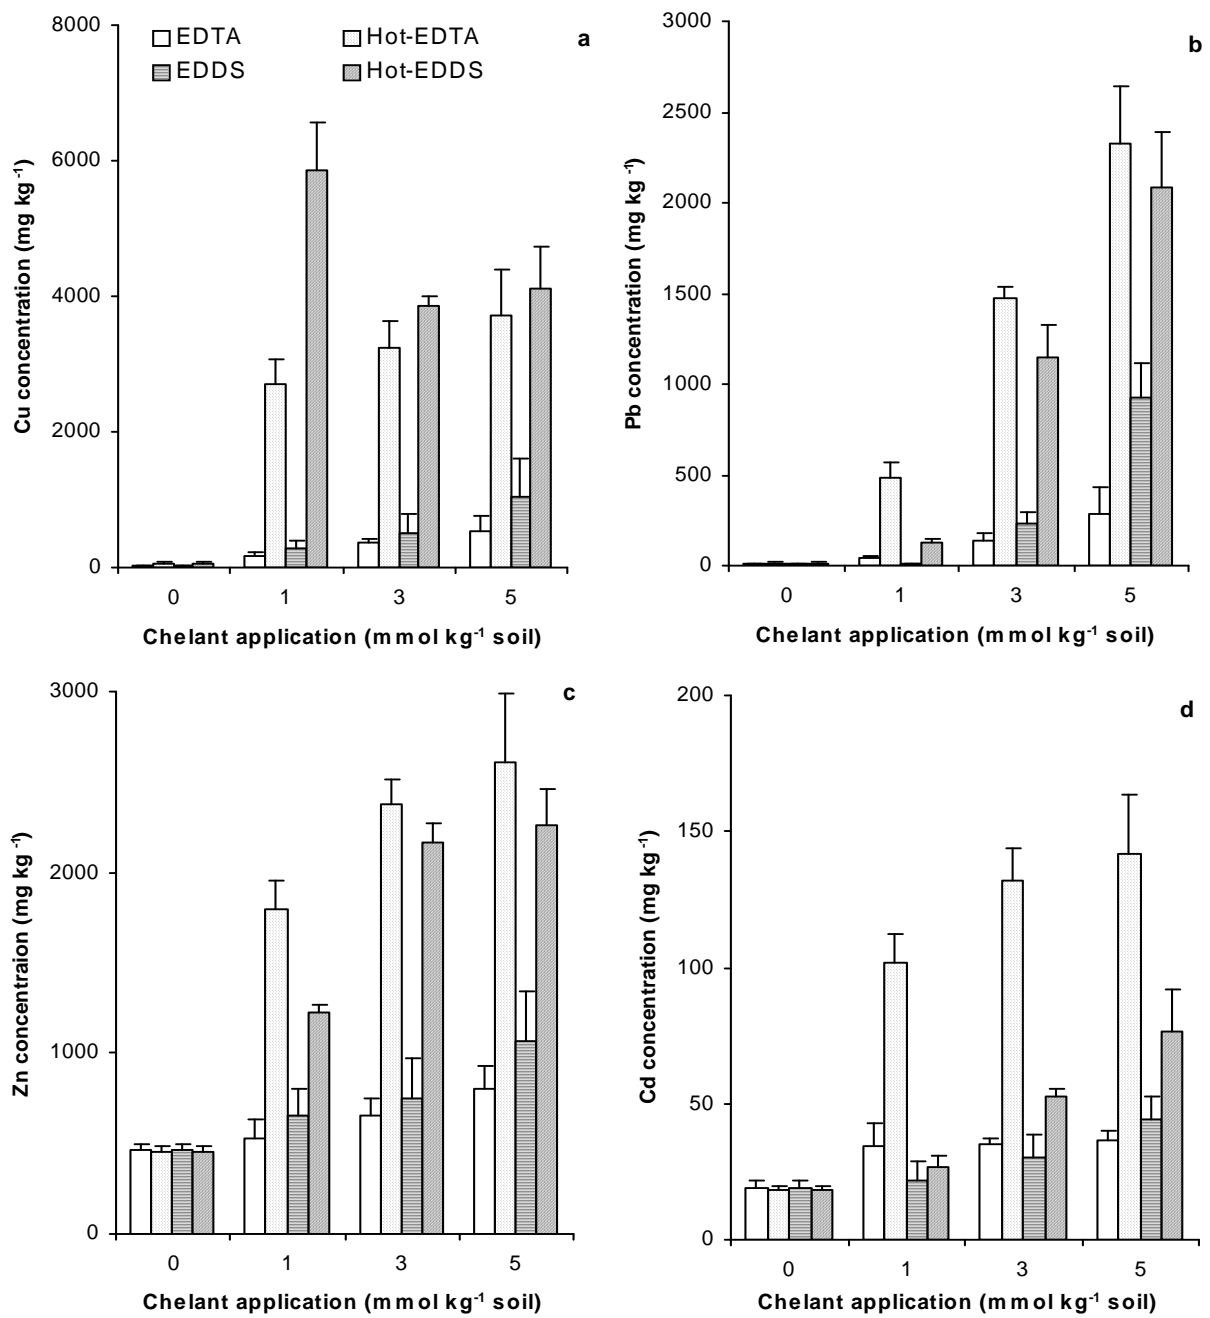 8000
EDTA
Hot-EDTA
a
EDDS
Hot-EDDS
6000
4000
2000
0
Cu concentration (mg kg⁻¹)
0 1 3 5
Chelant application (mmol kg⁻¹ soil)
3000
b
2500
2000
1500
1000
500
0
Pb concentration (mg kg⁻¹)
0 1 3 5
Chelant application (mmol kg⁻¹ soil)
3000
c
2000
1000
0
Zn concentraion (mg kg⁻¹)
0 1 3 5
Chelant application (mmol kg⁻¹ soil)
200
d
150
100
50
0
Cd concentration (mg kg⁻¹)
0 1 3 5
Chelant application (mmol kg⁻¹ soil)